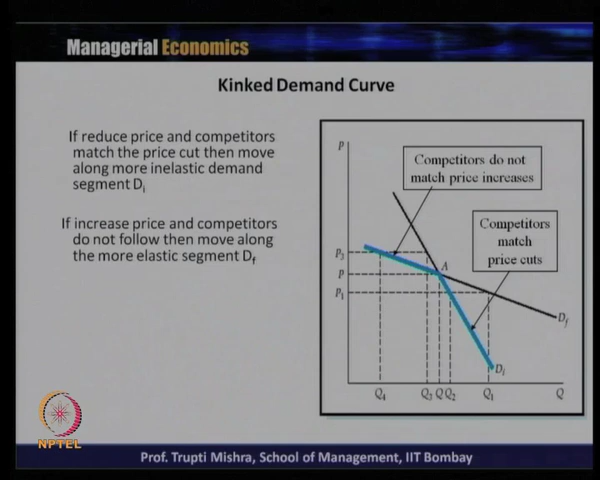 Managerial Economics
Kinked Demand Curve
If reduce price and competitors
match the price cut then move
along more inelastic demand
segment Di
If increase price and competitors
do not follow then move along
the more elastic segment Df
P
Competitors do not
match price increases
Competitors
match
price cuts
P3
P
A
P1
Df
Di
Q4
Q3
Q
Q2
Q1
Q
NPTEL
Prof. Trupti Mishra, School of Management, IIT Bombay